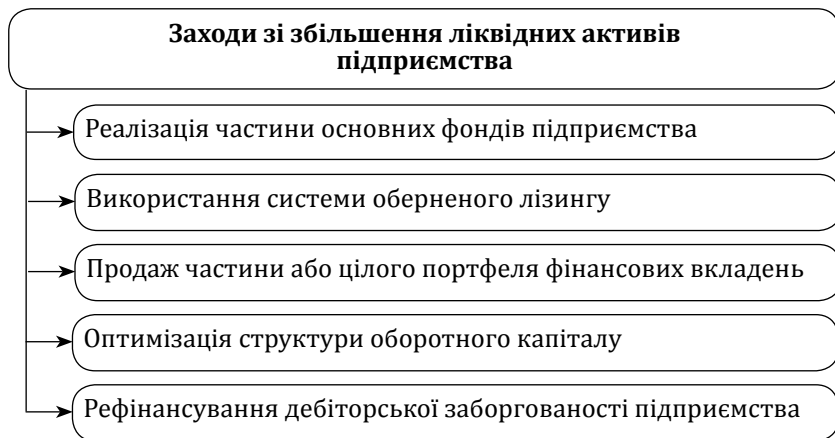 Заходи зі збільшення ліквідних активів
підприємства
Реалізація частини основних фондів підприємства
Використання системи оберненого лізингу
Продаж частини або цілого портфеля фінансових вкладень
Оптимізація структури оборотного капіталу
Рефінансування дебіторської заборгованості підприємства